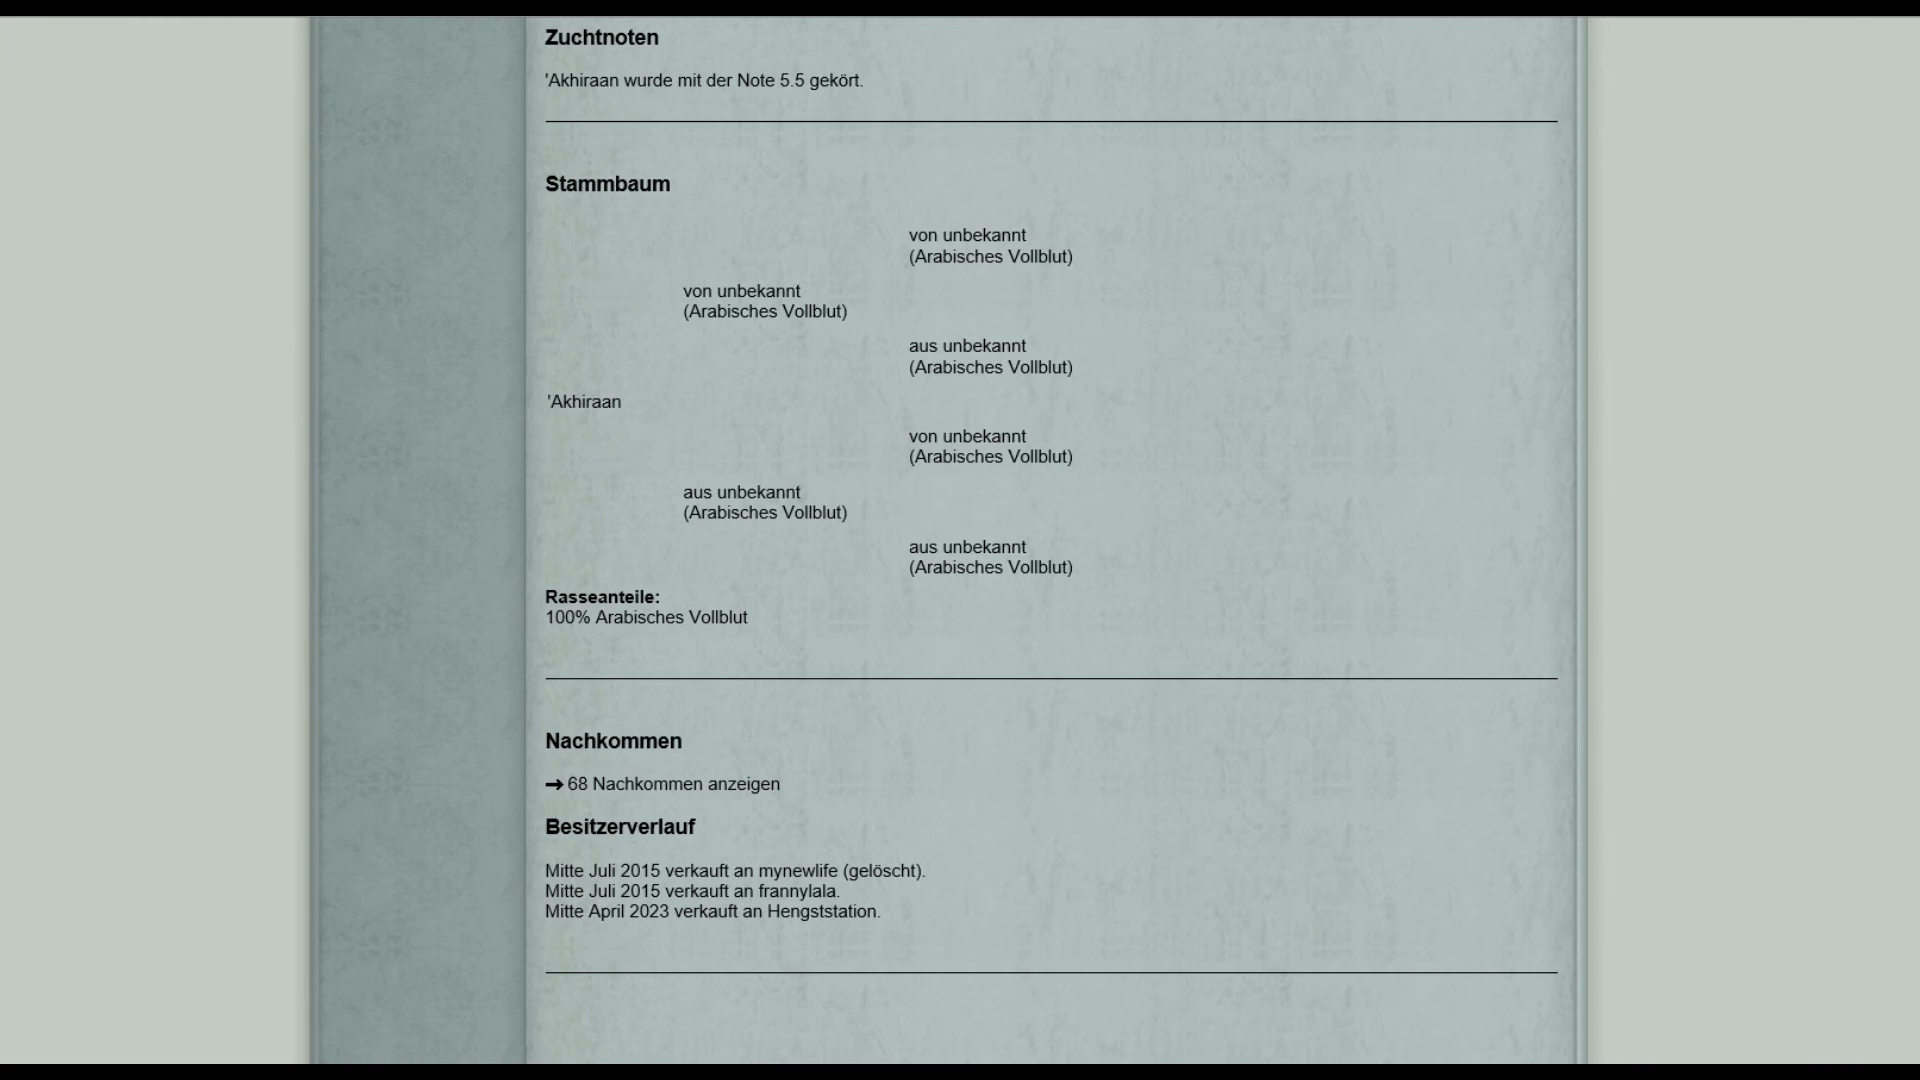 Zuchtnoten
'Akhiraan wurde mit der Note 5.5 gekört.
Stammbaum
von unbekannt
(Arabisches Vollblut)
von unbekannt
(Arabisches Vollblut)
aus unbekannt
(Arabisches Vollblut)
'Akhiraan
von unbekannt
(Arabisches Vollblut)
aus unbekannt
(Arabisches Vollblut)
aus unbekannt
(Arabisches Vollblut)
Rasseanteile:
100% Arabisches Vollblut
Nachkommen
➞ 68 Nachkommen anzeigen
Besitzerverlauf
Mitte Juli 2015 verkauft an mynewlife (gelöscht).
Mitte Juli 2015 verkauft an frannylala.
Mitte April 2023 verkauft an Hengststation.